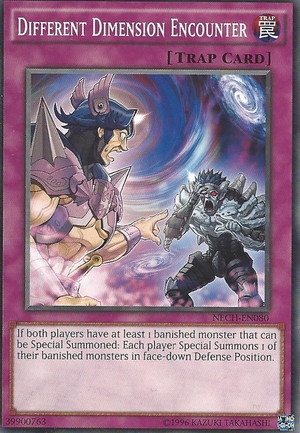 DIFFERENT DIMENSION ENCOUNTER
TRAP
罠
[TRAP CARD]
NECH-EN080
If both players have at least 1 banished monster that can
be Special Summoned: Each player Special Summons 1 of
their banished monsters in face-down Defense Position.
39900763
©1996 KAZUKI TAKAHASHI